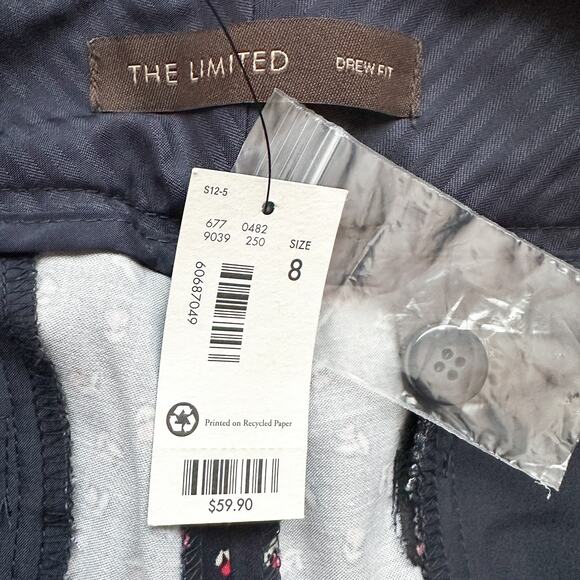 THE LIMITED DREW FIT
S12-5
677 0482
9039 250
SIZE
8
60687049
Printed on Recycled Paper
$59.90